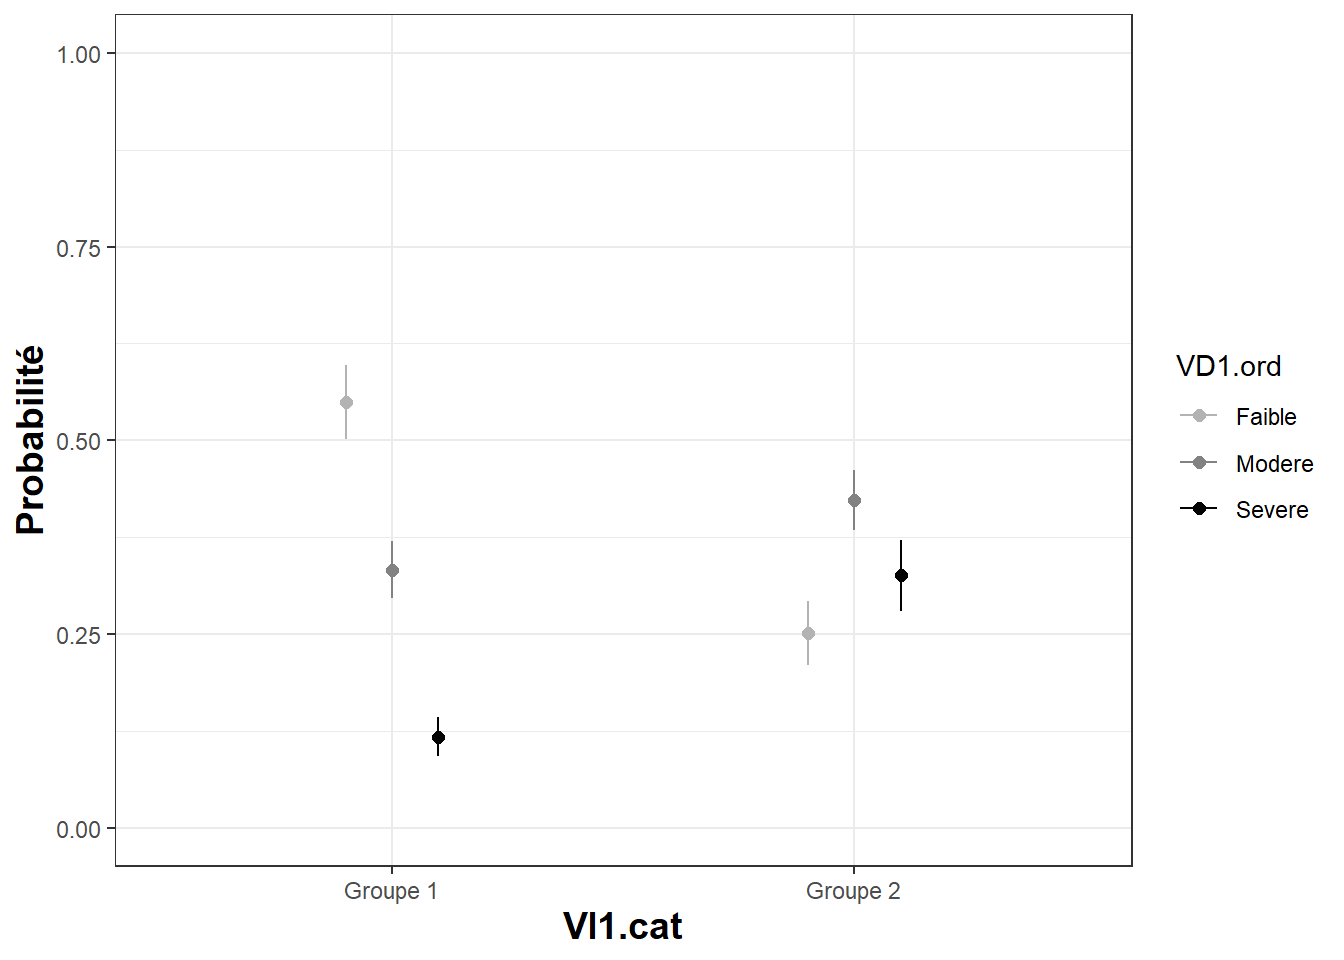 Probabilité
1.00
0.75
0.50
0.25
0.00
Groupe 1
Groupe 2
VI1.cat
VD1.ord
Faible
Modere
Severe